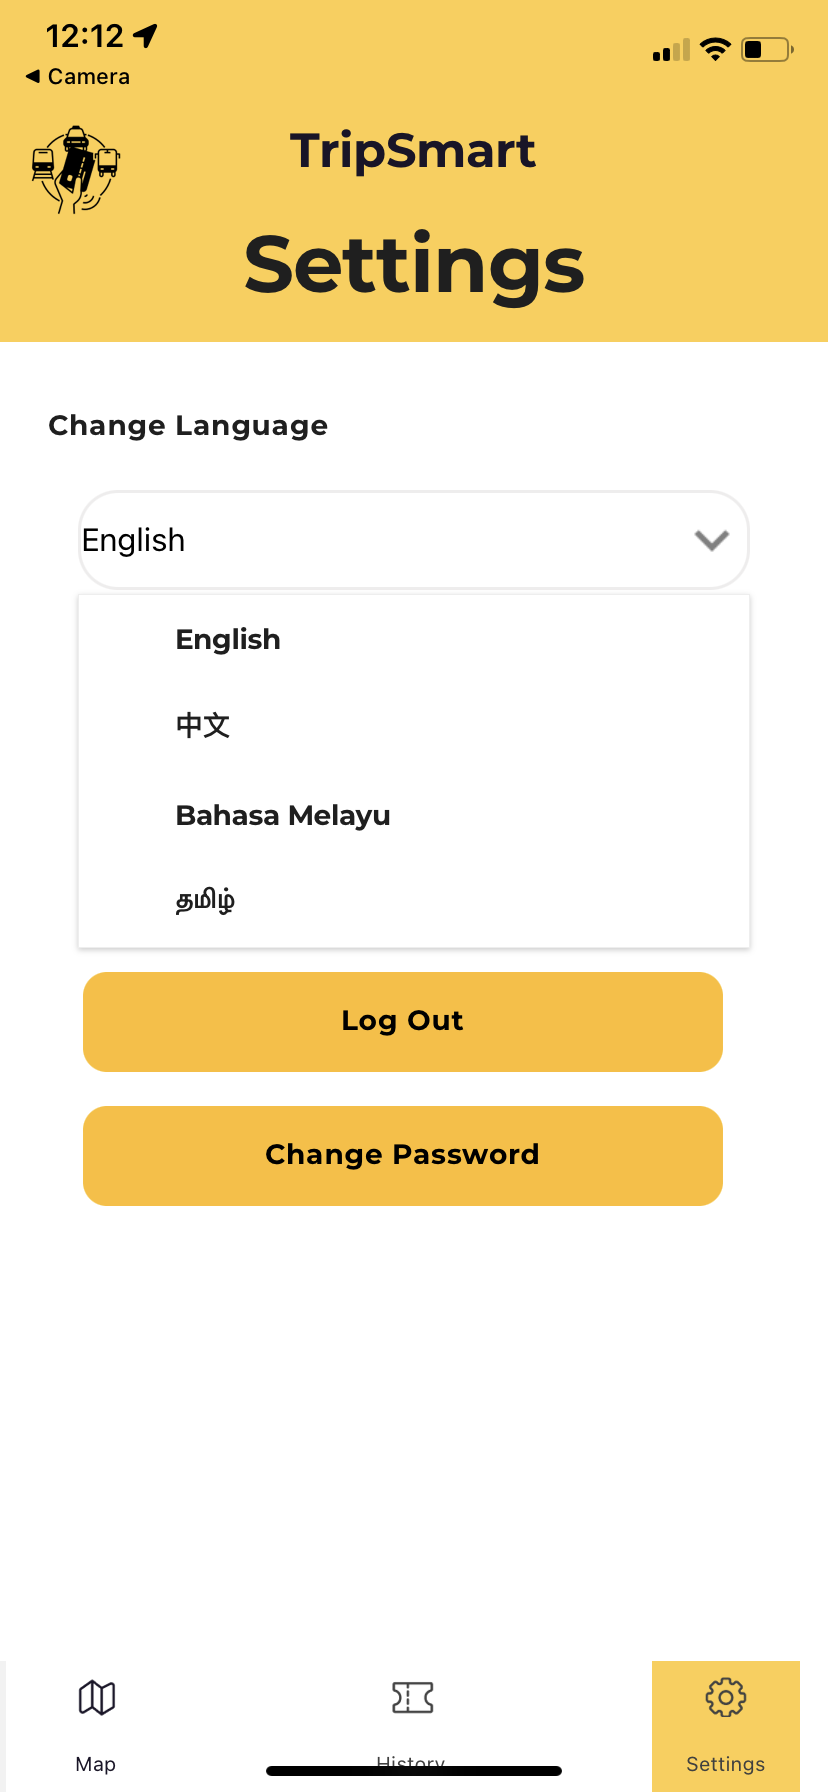 12:12
Camera
TripSmart
Settings
Change Language
English
English
中文
Bahasa Melayu
தமிழ்
Log Out
Change Password
Map
History
Settings